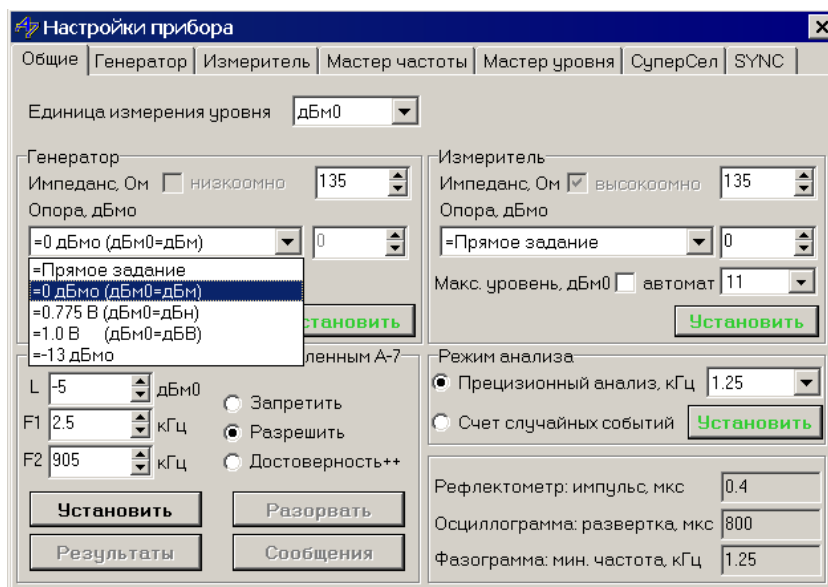 Настройки прибора
Общие Генератор Измеритель Мастер частоты Мастер уровня СуперСел SYNC
Единица измерения уровня дБм0
Генератор
Импеданс, Ом низкоомно 135
Опора, дБмо
=0 дБмо (дБм0=дБм) 0
=Прямое задание
=0 дБмо (дБм0=дБм)
=0.775 В (дБм0=дБн)
=1.0 В (дБм0=дБВ)
=-13 дБмо
становить
Измеритель
Импеданс, Ом высокоомно 135
Опора, дБмо
=Прямое задание 0
Макс. уровень, дБм0 автомат 11
Установить
ленным А-7
L -5 дБм0
F1 2.5 кГц
F2 905 кГц
Запретить
Разрешить
Достоверность++
Установить Разорвать
Результаты Сообщения
Режим анализа
Прецизионный анализ, кГц 1.25
Счет случайных событий Установить
Рефлектометр: импульс, мкс 0.4
Осциллограмма: развертка, мкс 800
Фазограмма: мин. частота, кГц 1.25